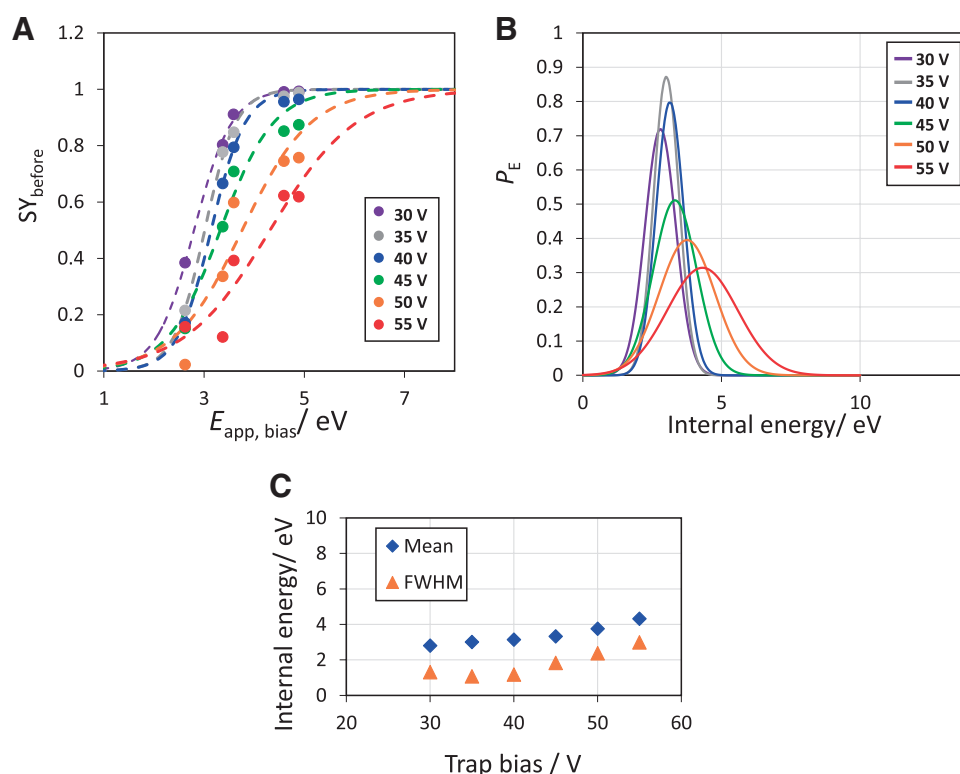 A
1.2
1
0.8
0.6
0.4
0.2
0
1 3 5 7
SYbefore
Eapp, bias/ eV
30 V
35 V
40 V
45 V
50 V
55 V
B
1
0.9
0.8
0.7
0.6
0.5
0.4
0.3
0.2
0.1
0
0 5 10
PE
Internal energy/ eV
30 V
35 V
40 V
45 V
50 V
55 V
C
10
8
6
4
2
0
20 30 40 50 60
Internal energy/ eV
Trap bias / V
Mean
FWHM